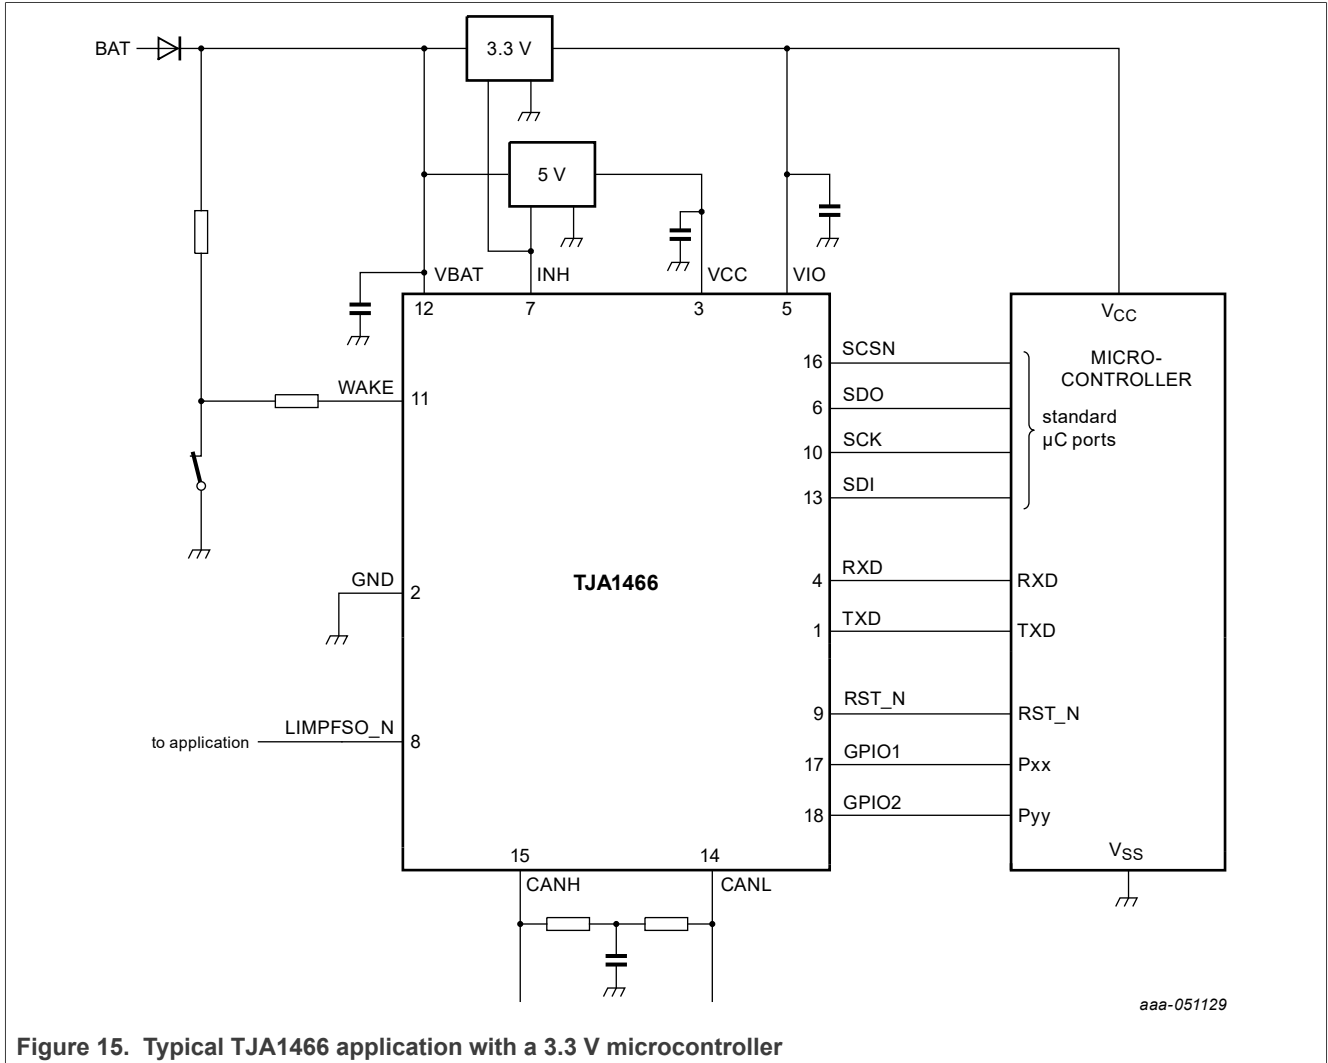 BAT
3.3 V
5 V
VBAT
INH
VCC
VIO
12
7
3
5
VCC
16
SCSN
MICRO-
CONTROLLER
WAKE
11
6
SDO
standard
µC ports
10
SCK
13
SDI
GND
2
TJA1466
4
RXD
RXD
1
TXD
TXD
9
RST_N
RST_N
to application
LIMPFSO_N
8
17
GPIO1
Pxx
18
GPIO2
Pyy
15
14
VSS
CANH
CANL
aaa-051129
Figure 15. Typical TJA1466 application with a 3.3 V microcontroller